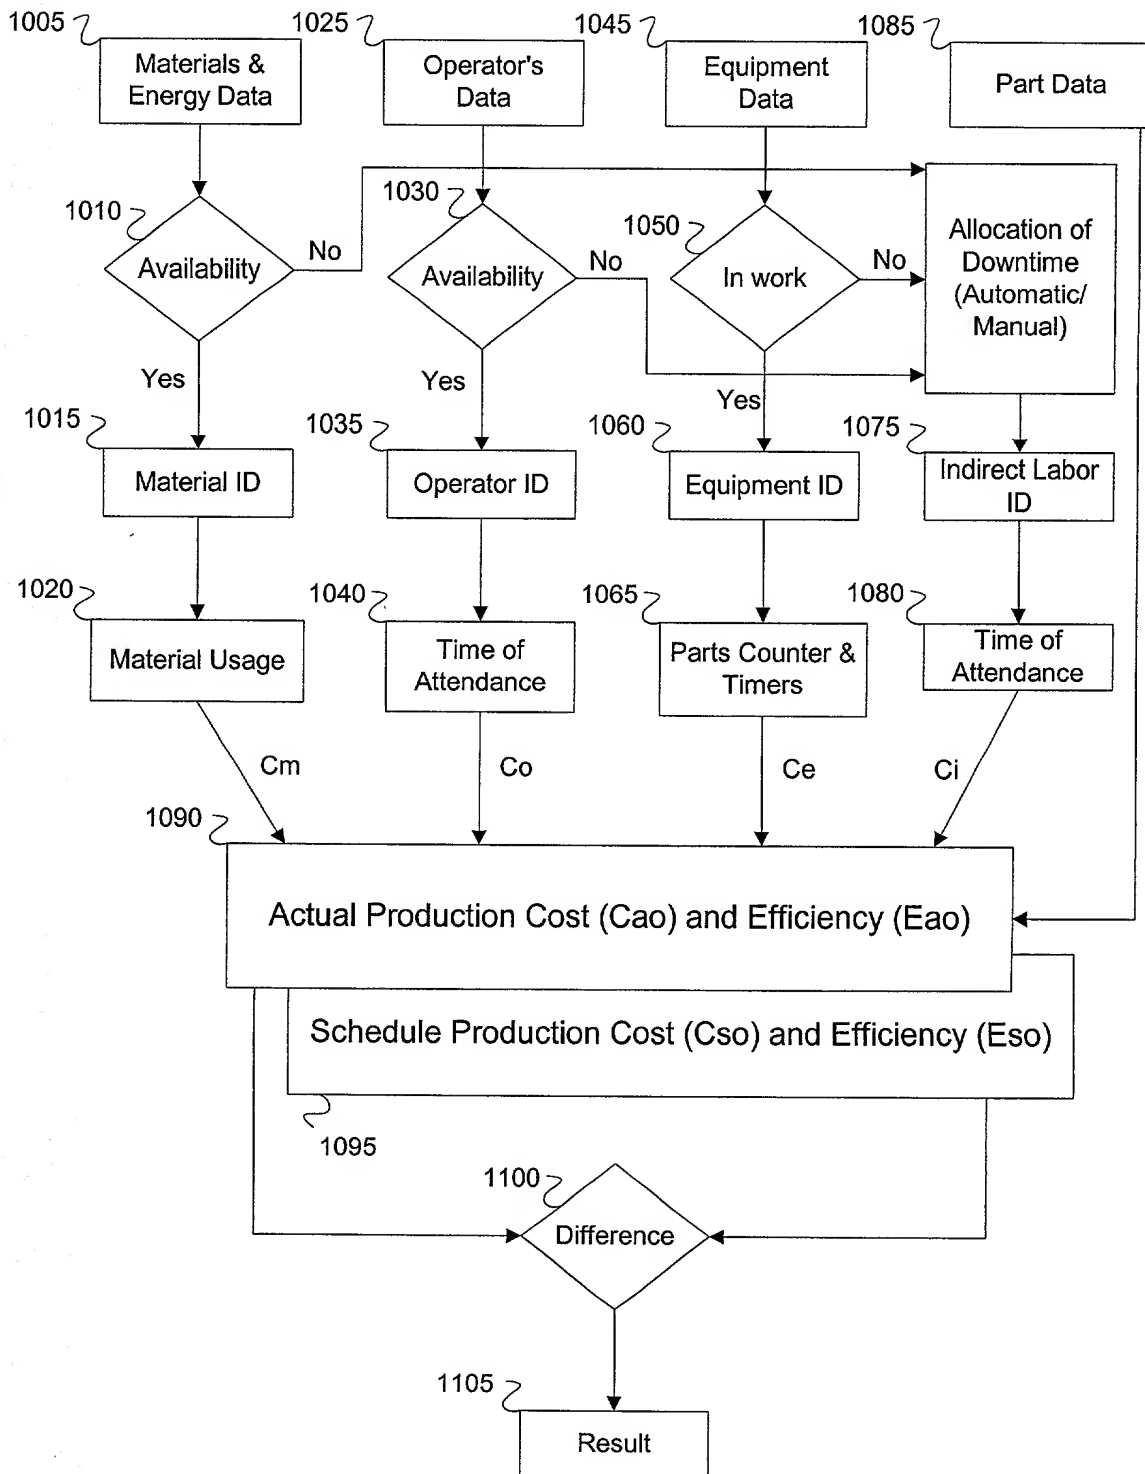 1005
1025
1045
1085
Materials &
Energy Data
Operator's
Data
Equipment
Data
Part Data
1010
1030
1050
Availability
No
Availability
No
In work
No
Allocation of
Downtime
(Automatic/
Manual)
Yes
Yes
Yes
1015
1035
1060
1075
Material ID
Operator ID
Equipment ID
Indirect Labor
ID
1020
1040
1065
1080
Material Usage
Time of
Attendance
Parts Counter &
Timers
Time of
Attendance
Cm
Co
Ce
Ci
1090
Actual Production Cost (Cao) and Efficiency (Eao)
Schedule Production Cost (Cso) and Efficiency (Eso)
1095
1100
Difference
1105
Result